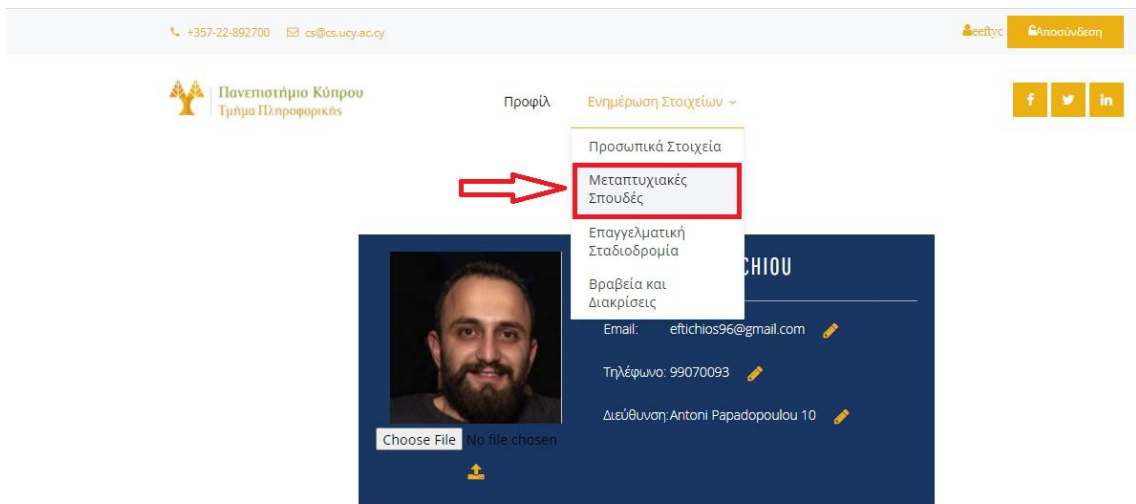 +357-22-892700 cs@cs.ucy.ac.cy eeftyc Αποσύνδεση
Πανεπιστήμιο Κύπρου
Τμήμα Πληροφορικής
Προφίλ Ενημέρωση Στοιχείων
f in
Προσωπικά Στοιχεία
Μεταπτυχιακές
Σπουδές
Επαγγελματική
Σταδιοδρομία
CHIOU
Βραβεία και
Διακρίσεις
Email: eftichios96@gmail.com
Τηλέφωνο: 99070093
Διεύθυνση: Antoni Papadopoulou 10
Choose File No file chosen